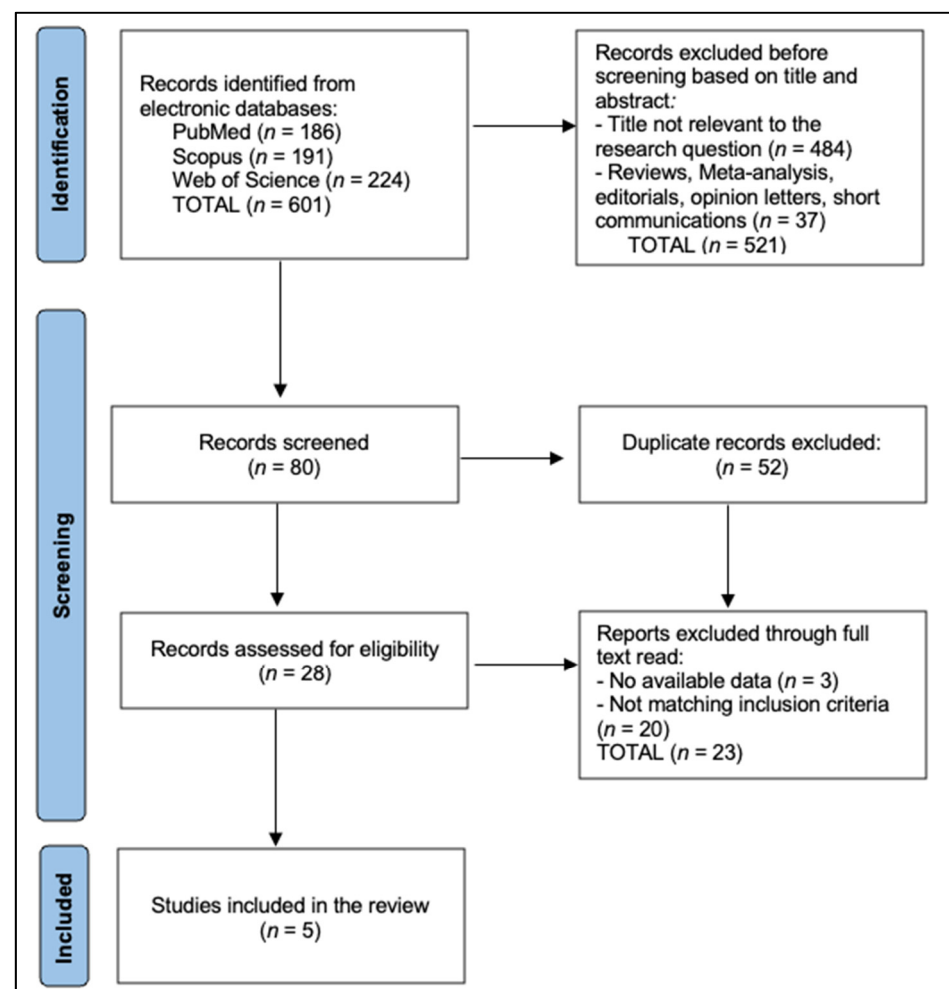 Identification
Records identified from
electronic databases:
PubMed (n = 186)
Scopus (n = 191)
Web of Science (n = 224)
TOTAL (n = 601)
Records excluded before
screening based on title and
abstract:
- Title not relevant to the
research question (n = 484)
- Reviews, Meta-analysis,
editorials, opinion letters, short
communications (n = 37)
TOTAL (n = 521)
Screening
Records screened
(n = 80)
Duplicate records excluded:
(n = 52)
Records assessed for eligibility
(n = 28)
Reports excluded through full
text read:
- No available data (n = 3)
- Not matching inclusion criteria
(n = 20)
TOTAL (n = 23)
Included
Studies included in the review
(n = 5)